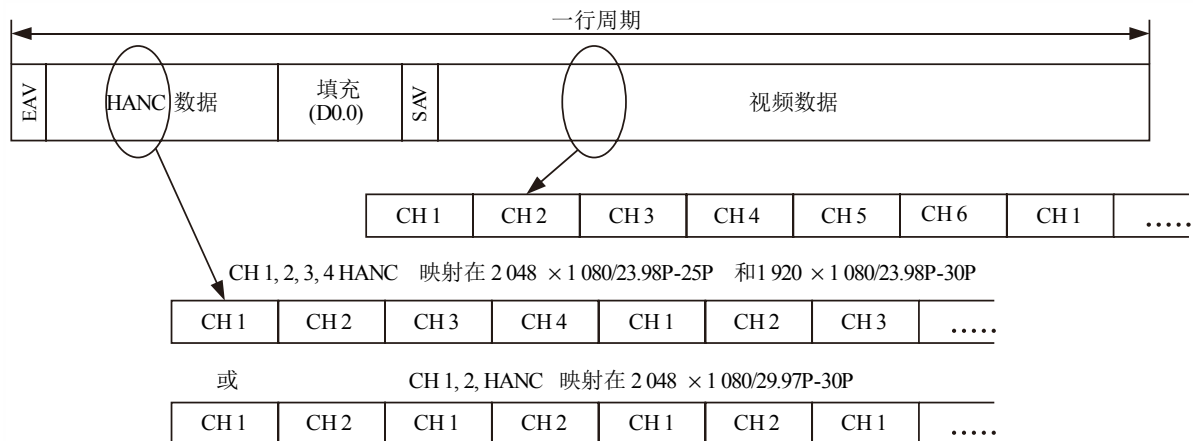 一行周期
EAV HANC 数据 填充 (D0.0) SAV 视频数据
CH 1 CH 2 CH 3 CH 4 CH 5 CH 6 CH 1 .....
CH 1, 2, 3, 4 HANC 映射在 2 048 × 1 080/23.98P-25P 和1 920 × 1 080/23.98P-30P
CH 1 CH 2 CH 3 CH 4 CH 1 CH 2 CH 3 .....
或 CH 1, 2, HANC 映射在 2 048 × 1 080/29.97P-30P
CH 1 CH 2 CH 1 CH 2 CH 1 CH 2 CH 1 .....